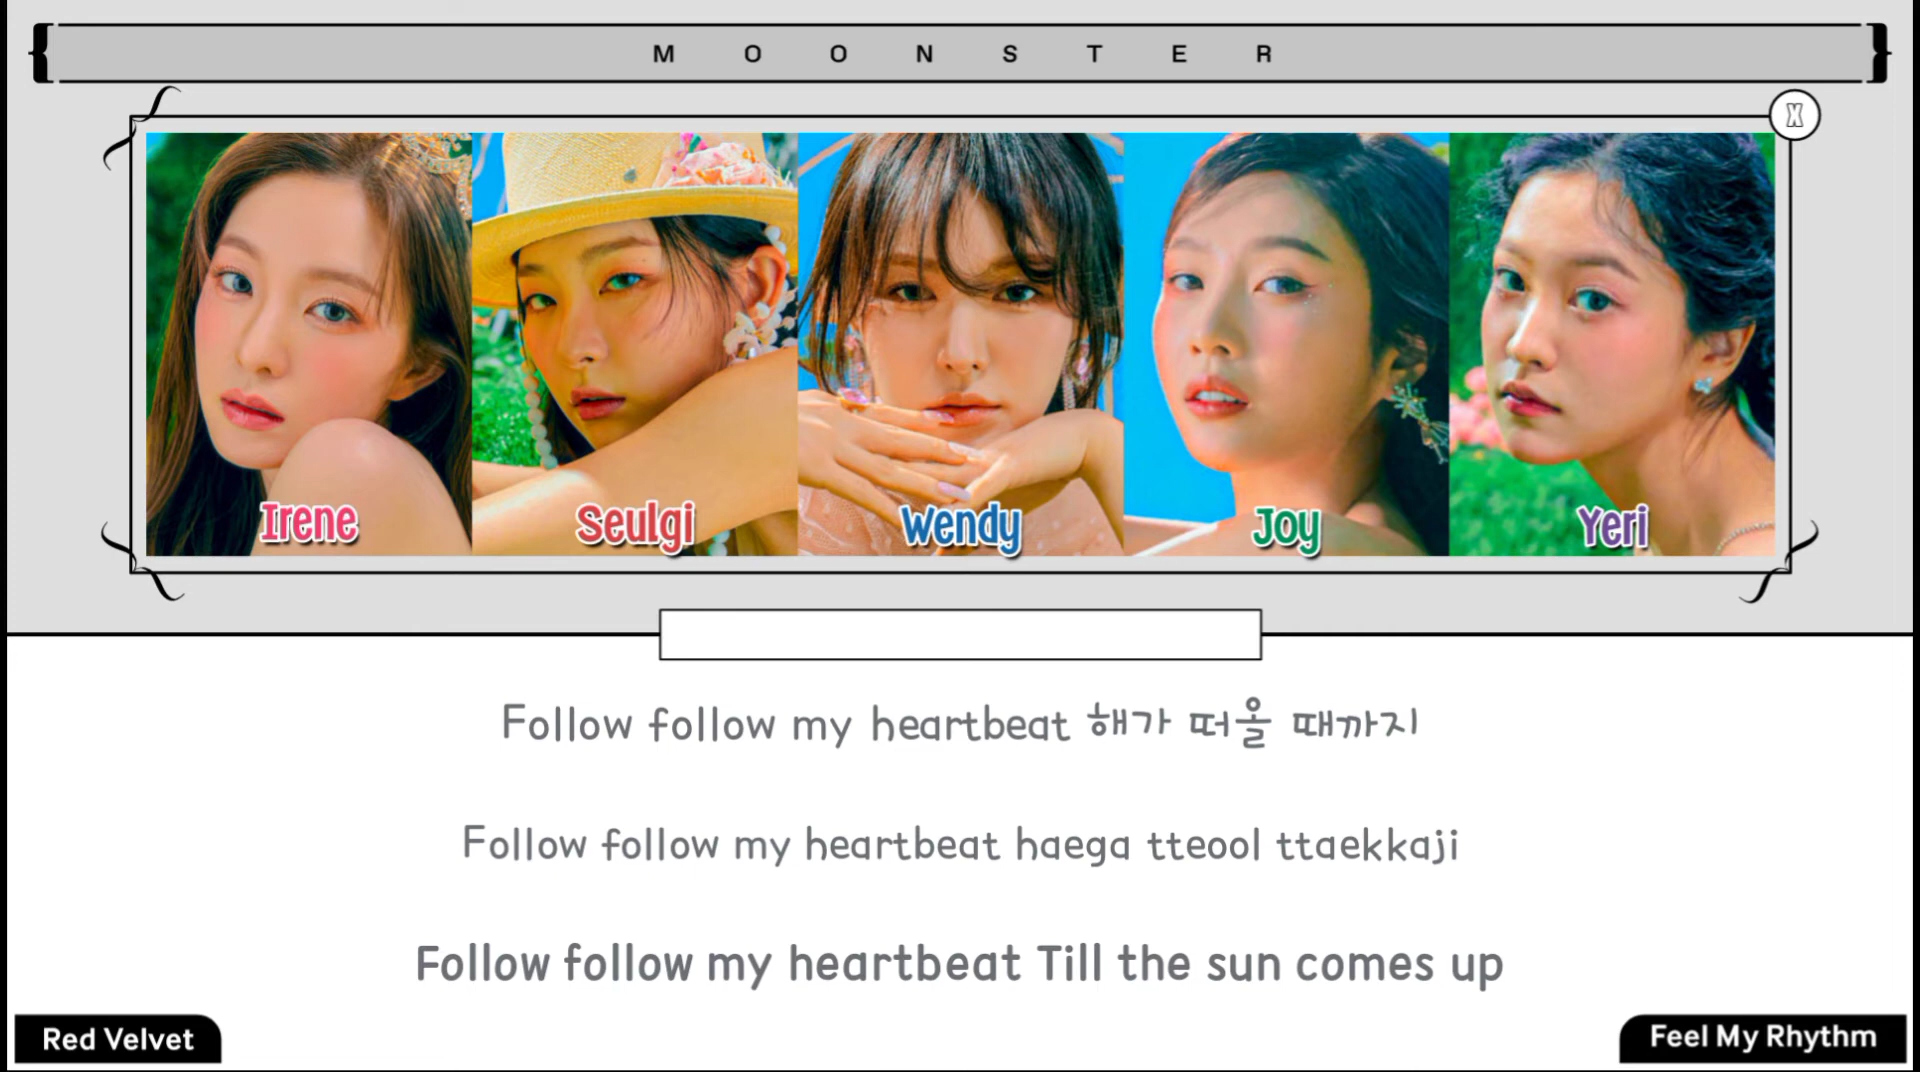 { M O O N S T E R }
X
Irene
Seulgi
Wendy
Joy
Yeri
Follow follow my heartbeat 해가 떠올 때까지
Follow follow my heartbeat haega tteool ttaekkaji
Follow follow my heartbeat Till the sun comes up
Red Velvet
Feel My Rhythm